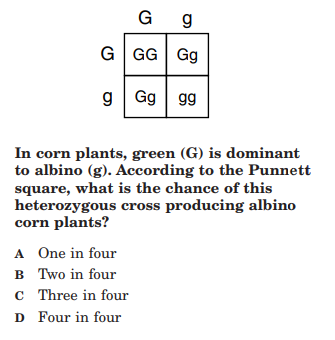 G g
G GG Gg
g Gg gg
In corn plants, green (G) is dominant
to albino (g). According to the Punnett
square, what is the chance of this
heterozygous cross producing albino
corn plants?
A One in four
B Two in four
C Three in four
D Four in four